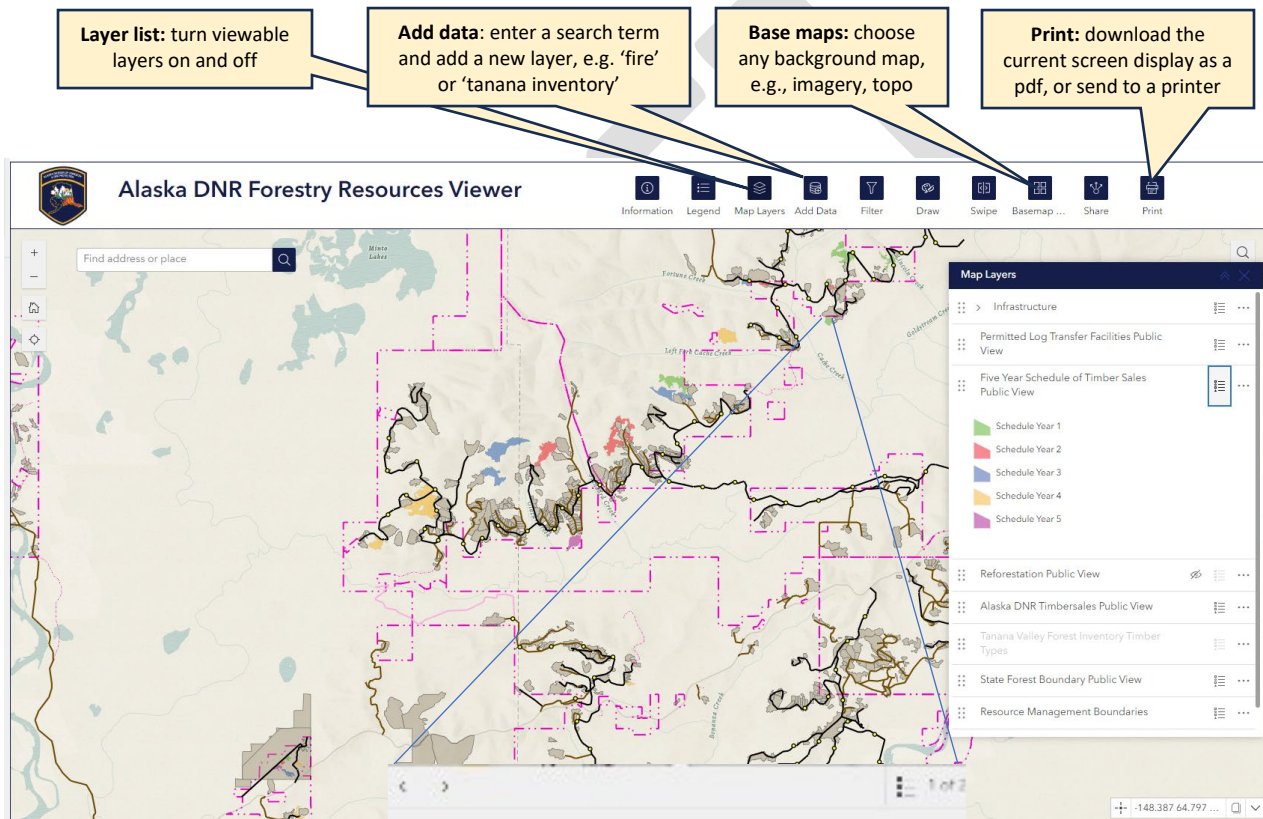 Layer list: turn viewable
layers on and off
Add data: enter a search term
and add a new layer, e.g. ‘fire’
or ‘tanana inventory’
Base maps: choose
any background map,
e.g., imagery, topo
Print: download the
current screen display as a
pdf, or send to a printer
Alaska DNR Forestry Resources Viewer
Information
Legend
Map Layers
Add Data
Filter
Draw
Swipe
Basemap ...
Share
Print
+
−
Find address or place
Minto
Lakes
Fortune Creek
Left Fork Cache Creek
Cache Creek
Bonanza Creek
Map Layers
Infrastructure
Permitted Log Transfer Facilities Public
View
Five Year Schedule of Timber Sales
Public View
Schedule Year 1
Schedule Year 2
Schedule Year 3
Schedule Year 4
Schedule Year 5
Reforestation Public View
Alaska DNR Timbersales Public View
Tanana Valley Forest Inventory Timber
Types
State Forest Boundary Public View
Resource Management Boundaries
1 of 2
-148.387 64.797 ...